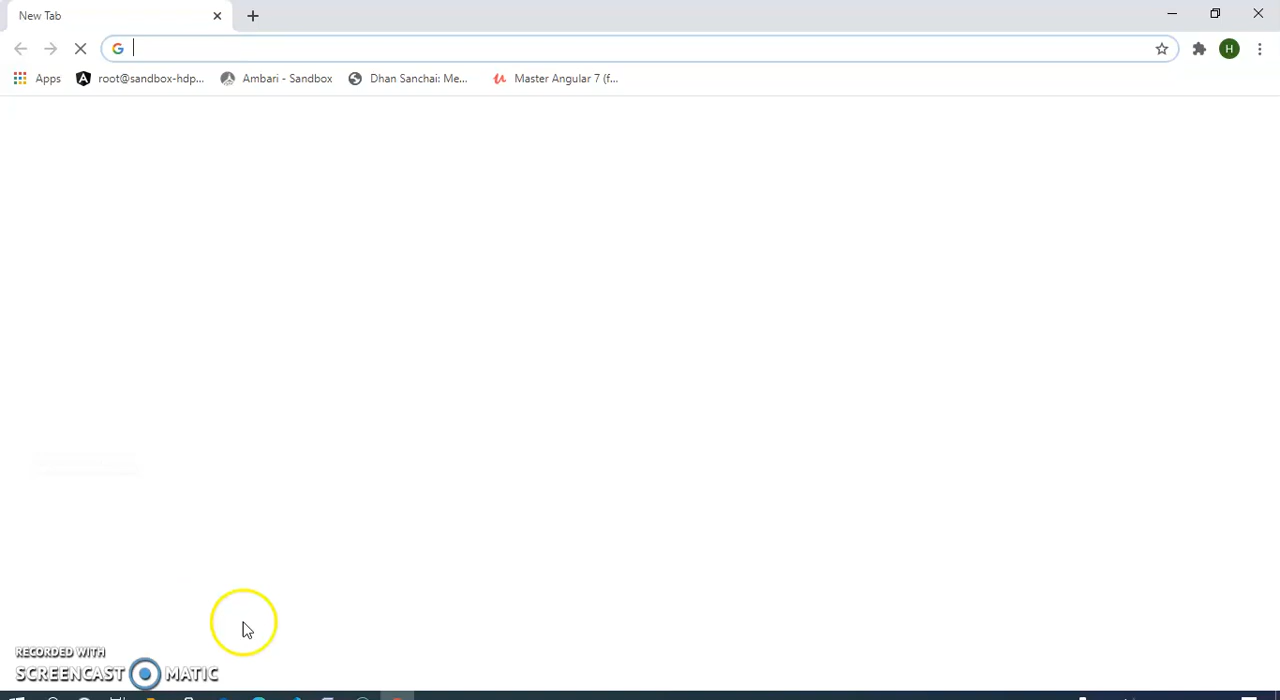 New Tab
Apps root@sandbox-hdp... Ambari - Sandbox Dhan Sanchai: Me... Master Angular 7 (f...
H
RECORDED WITH
SCREENCAST MATIC